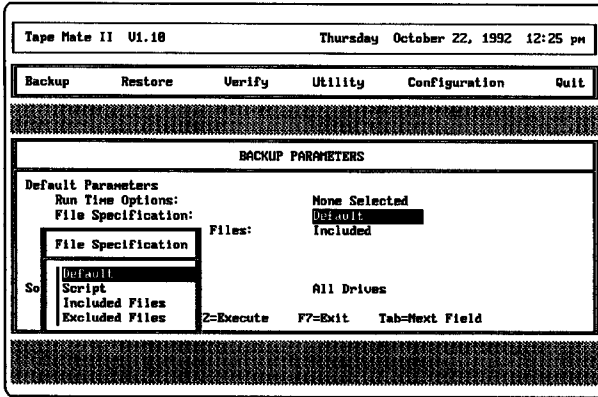 Tape Mate II V1.10 Thursday October 22, 1992 12:25 pm
Backup Restore Verify Utility Configuration Quit
BACKUP PARAMETERS
Default Parameters
Run Time Options: None Selected
File Specification: Default
Files: Included
File Specification
Default
So All Drives
Script
Included Files
Excluded Files 2=Execute F7=Exit Tab=Next Field